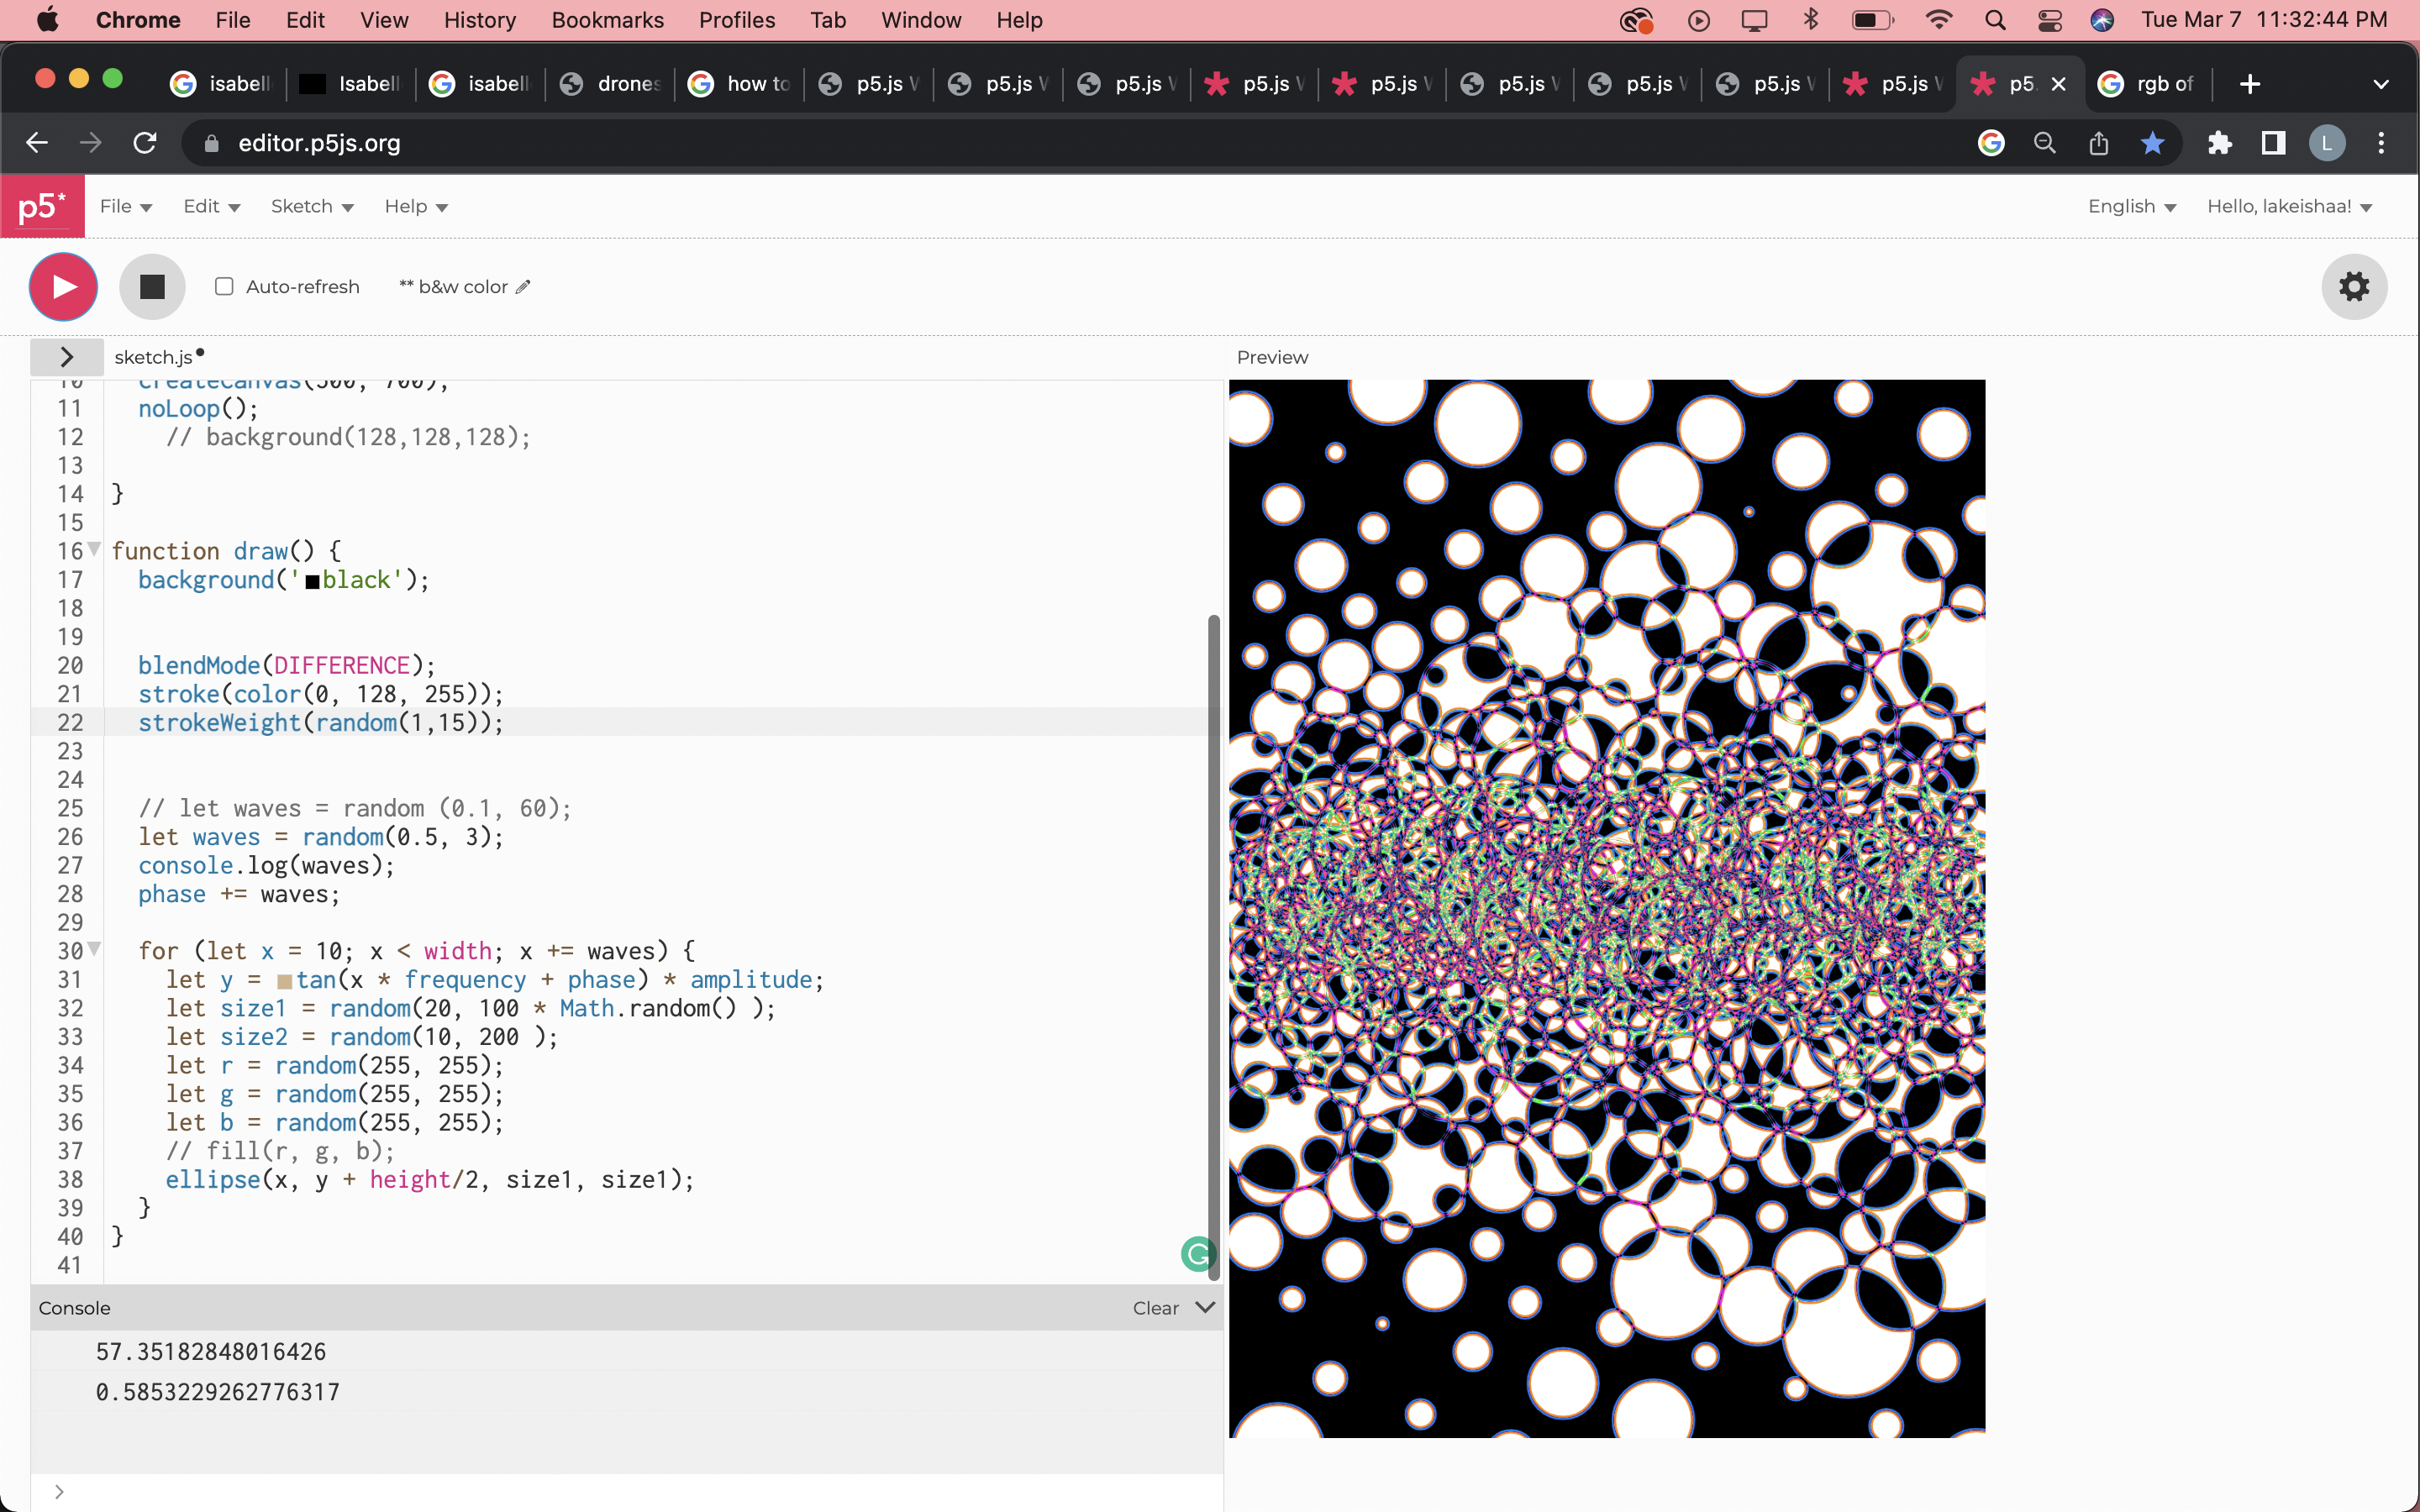 Chrome File Edit View History Bookmarks Profiles Tab Window Help Tue Mar 7 11:32:44 PM
isabell Isabell isabell drones how to p5.js W p5.js W p5.js W p5.js W p5.js W p5.js W p5.js W p5.js W p5.js W p5. rgb of
editor.p5js.org L
p5* File Edit Sketch Help English Hello, lakeishaa!
Auto-refresh ** b&w color
sketch.js
Preview
10 createCanvas(500, 700);
11 noLoop();
12 // background(128,128,128);
13
14 }
15
16 function draw() {
17 background('black');
18
19
20 blendMode(DIFFERENCE);
21 stroke(color(0, 128, 255));
22 strokeWeight(random(1,15));
23
24
25 // let waves = random (0.1, 60);
26 let waves = random(0.5, 3);
27 console.log(waves);
28 phase += waves;
29
30 for (let x = 10; x < width; x += waves) {
31 let y = tan(x * frequency + phase) * amplitude;
32 let size1 = random(20, 100 * Math.random() );
33 let size2 = random(10, 200 );
34 let r = random(255, 255);
35 let g = random(255, 255);
36 let b = random(255, 255);
37 // fill(r, g, b);
38 ellipse(x, y + height/2, size1, size1);
39 }
40 }
41
Console Clear
57.35182848016426
0.5853229262776317